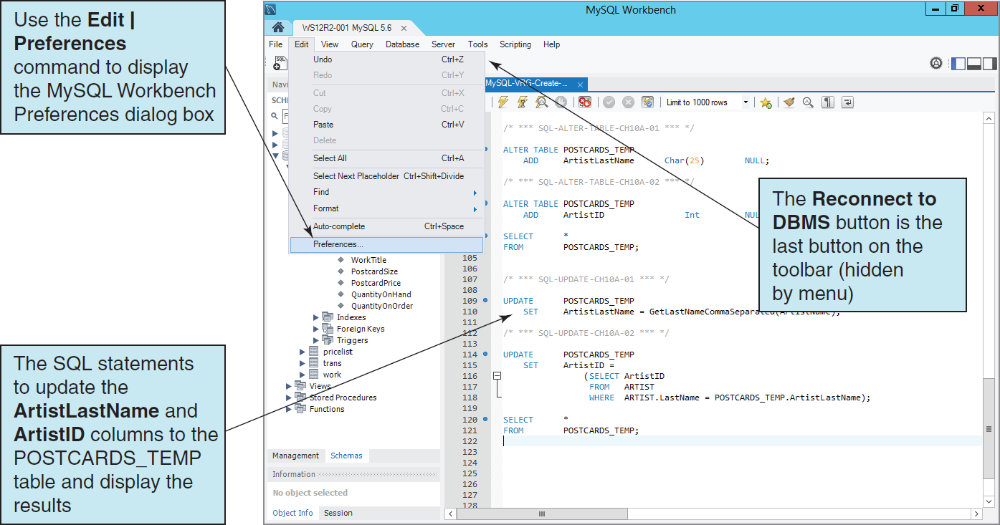 Use the Edit |
Preferences
command to display
the MySQL Workbench
Preferences dialog box
MySQL Workbench
WS12R2-001 MySQL 5.6
File Edit View Query Database Server Tools Scripting Help
SQL
Undo Ctrl+Z
Redo Ctrl+Y
Cut Ctrl+X
Copy Ctrl+C
Paste Ctrl+V
Delete
Select All Ctrl+A
Select Next Placeholder Ctrl+Shift+Divide
Find
Format
Auto-complete Ctrl+Space
Preferences...
Navi
SCHE
F
WorkTitle
PostcardSize
PostcardPrice
QuantityOnHand
QuantityOnOrder
Indexes
Foreign Keys
Triggers
pricelist
trans
work
Views
Stored Procedures
Functions
Management Schemas
Information
No object selected
Object Info Session
MySQL-VRG-Create-...
Limit to 1000 rows
/* *** SQL-ALTER-TABLE-CH10A-01 *** */
ALTER TABLE POSTCARDS_TEMP
ADD ArtistLastName Char(25) NULL;
/* *** SQL-ALTER-TABLE-CH10A-02 *** */
ALTER TABLE POSTCARDS_TEMP
ADD ArtistID Int NUL
SELECT *
FROM POSTCARDS_TEMP;
105
106
107 /* *** SQL-UPDATE-CH10A-01 *** */
108
109 UPDATE POSTCARDS_TEMP
110 SET ArtistLastName = GetLastNameCommaSeparated(ArtistName);
111
112 /* *** SQL-UPDATE-CH10A-02 *** */
113
114 UPDATE POSTCARDS_TEMP
115 SET ArtistID =
116 (SELECT ArtistID
117 FROM ARTIST
118 WHERE ARTIST.LastName = POSTCARDS_TEMP.ArtistLastName);
119
120 SELECT *
121 FROM POSTCARDS_TEMP;
122
123
124
125
126
127
128
The Reconnect to
DBMS button is the
last button on the
toolbar (hidden
by menu)
The SQL statements
to update the
ArtistLastName and
ArtistID columns to the
POSTCARDS_TEMP
table and display the
results